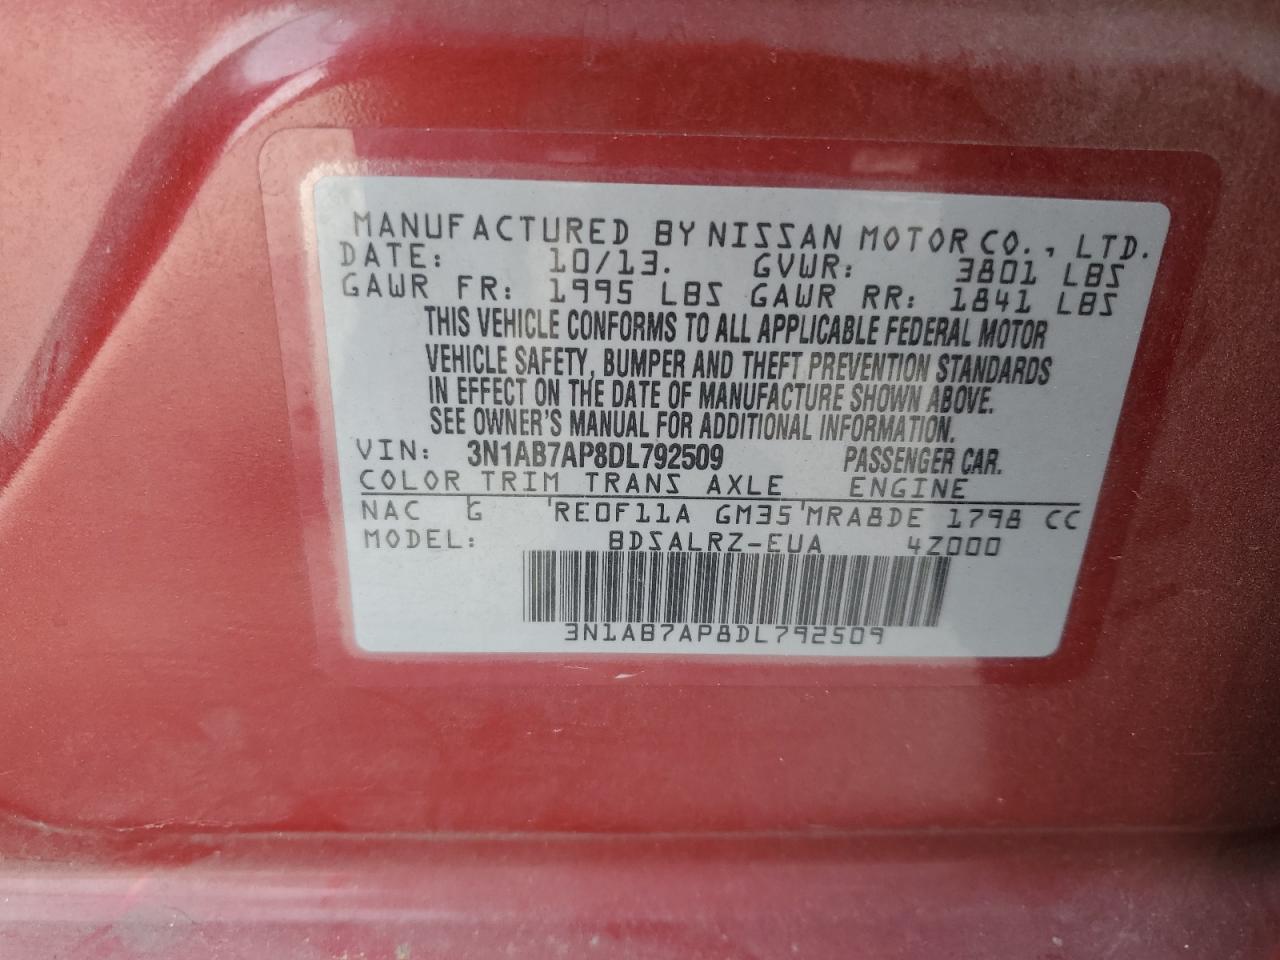 MANUFACTURED BY NISSAN MOTOR CO., LTD.
DATE: 10/13. GVWR: 3801 LBS
GAWR FR: 1995 LBS GAWR RR: 1841 LBS
THIS VEHICLE CONFORMS TO ALL APPLICABLE FEDERAL MOTOR
VEHICLE SAFETY, BUMPER AND THEFT PREVENTION STANDARDS
IN EFFECT ON THE DATE OF MANUFACTURE SHOWN ABOVE.
SEE OWNER'S MANUAL FOR ADDITIONAL INFORMATION.
VIN: 3N1AB7AP8DL792509 PASSENGER CAR.
COLOR TRIM TRANS AXLE ENGINE
NAC G RE0F11A GM35 MRA8DE 1798 CC
MODEL: BDSALRZ-EUA 4Z000
3N1AB7AP8DL792509